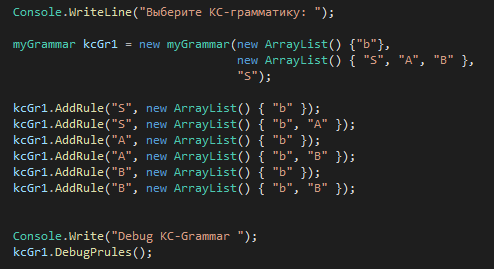 Console.WriteLine("Выберите КС-грамматику: ");
myGrammar kcGr1 = new myGrammar(new ArrayList() {"b"},
new ArrayList() { "S", "A", "B" },
"S");
kcGr1.AddRule("S", new ArrayList() { "b" });
kcGr1.AddRule("S", new ArrayList() { "b", "A" });
kcGr1.AddRule("A", new ArrayList() { "b" });
kcGr1.AddRule("A", new ArrayList() { "b", "B" });
kcGr1.AddRule("B", new ArrayList() { "b" });
kcGr1.AddRule("B", new ArrayList() { "b", "B" });
Console.Write("Debug KC-Grammar ");
kcGr1.DebugPrules();